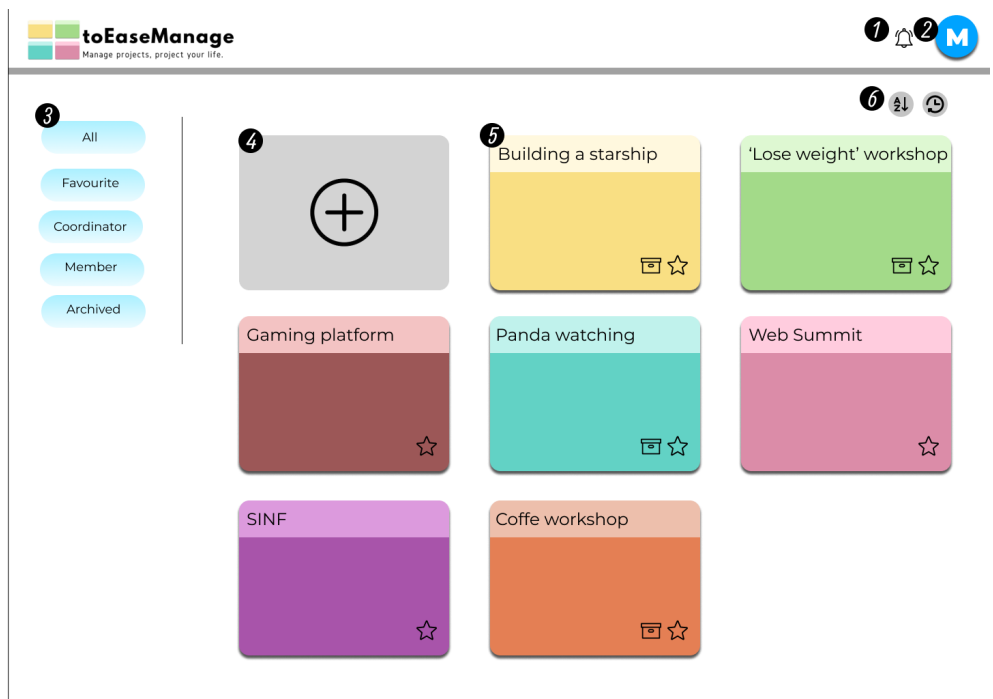 toEaseManage
Manage projects, project your life.
1
2
M
3
All
Favourite
Coordinator
Member
Archived
6
A Z
4
5
Building a starship
‘Lose weight’ workshop
Gaming platform
Panda watching
Web Summit
SINF
Coffe workshop